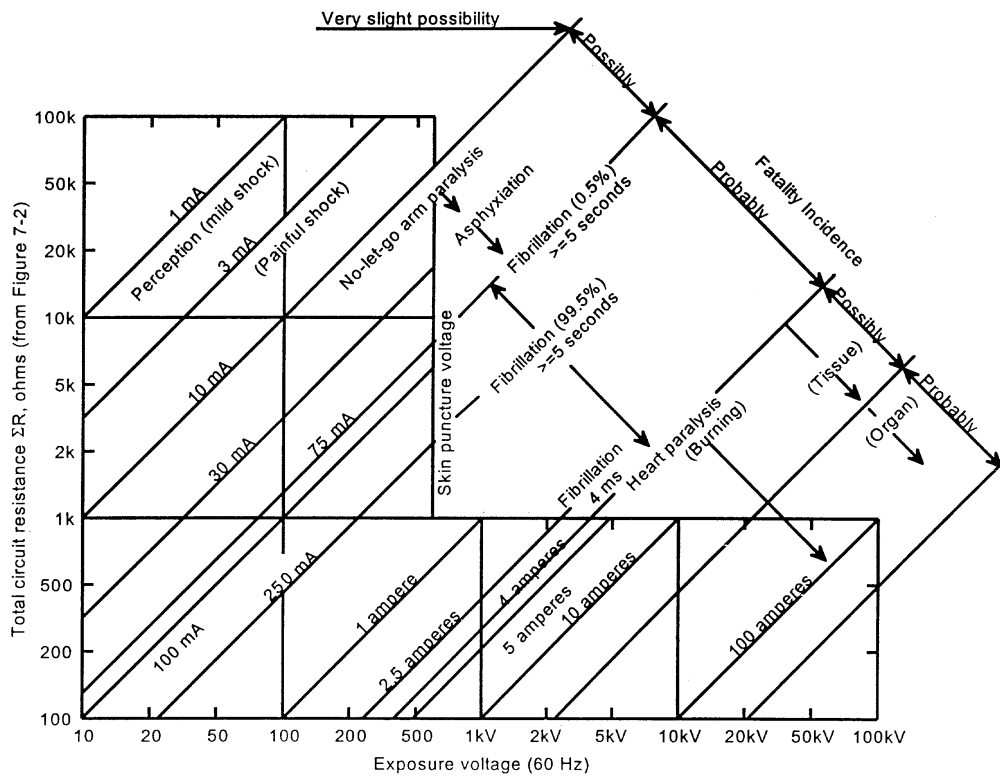 Very slight possibility
Possibly
Probably
Fatality Incidence
Possibly
Probably
100k
50k
20k
10k
5k
2k
1k
500
200
100
Total circuit resistance ΣR, ohms (from Figure 7-2)
1 mA
Perception (mild shock)
3 mA
(Painful shock)
No-let-go arm paralysis
Asphyxiation
Fibrillation (0.5%)
>=5 seconds
Fibrillation (99.5%)
>=5 seconds
Skin puncture voltage
10 mA
30 mA
75 mA
100 mA
250 mA
1 ampere
2.5 amperes
4 amperes
5 amperes
10 amperes
100 amperes
Fibrillation
4 ms
Heart paralysis
(Burning)
(Tissue)
(Organ)
10
20
50
100
200
500
1kV
2kV
5kV
10kV
20kV
50kV
100kV
Exposure voltage (60 Hz)